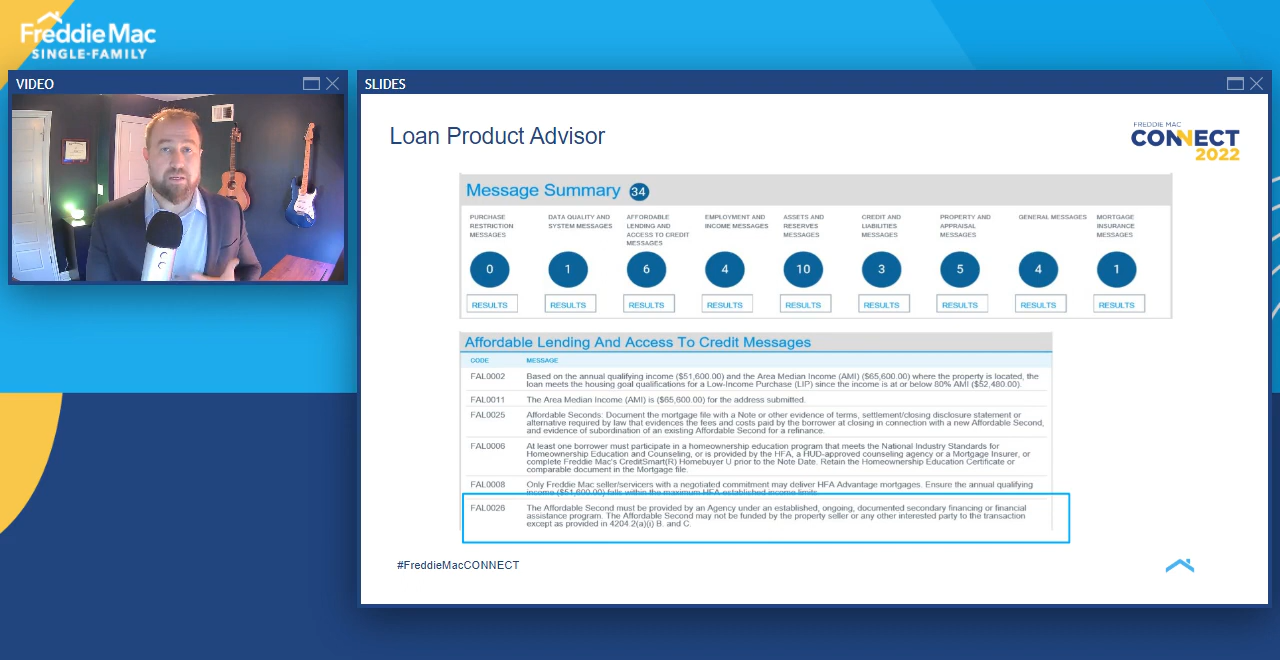 Freddie Mac
SINGLE-FAMILY
VIDEO
SLIDES
Loan Product Advisor
FREDDIE MAC
CONNECT
2022
Message Summary 34
PURCHASE
RESTRICTION
MESSAGES
0
RESULTS
DATA QUALITY AND
SYSTEM MESSAGES
1
RESULTS
AFFORDABLE
LENDING AND
ACCESS TO CREDIT
MESSAGES
6
RESULTS
EMPLOYMENT AND
INCOME MESSAGES
4
RESULTS
ASSETS AND
RESERVES
MESSAGES
10
RESULTS
CREDIT AND
LIABILITIES
MESSAGES
3
RESULTS
PROPERTY AND
APPRAISAL
MESSAGES
5
RESULTS
GENERAL MESSAGES
4
RESULTS
MORTGAGE
INSURANCE
MESSAGES
1
RESULTS
Affordable Lending And Access To Credit Messages
CODE MESSAGE
FAL0002 Based on the annual qualifying income ($51,600.00) and the Area Median Income (AMI) ($65,600.00) where the property is located, the
loan meets the housing goal qualifications for a Low-Income Purchase (LIP) since the income is at or below 80% AMI ($52,480.00).
FAL0011 The Area Median Income (AMI) is ($65,600.00) for the address submitted.
FAL0025 Affordable Seconds: Document the mortgage file with a Note or other evidence of terms, settlement/closing disclosure statement or
alternative required by law that evidences the fees and costs paid by the borrower at closing in connection with a new Affordable Second,
and evidence of subordination of an existing Affordable Second for a refinance.
FAL0006 At least one borrower must participate in a homeownership education program that meets the National Industry Standards for
Homeownership Education and Counseling, or is provided by the HFA, a HUD-approved counseling agency or a Mortgage Insurer, or
complete Freddie Mac's CreditSmart(R) Homebuyer U prior to the Note Date. Retain the Homeownership Education Certificate or
comparable document in the Mortgage file.
FAL0008 Only Freddie Mac seller/servicers with a negotiated commitment may deliver HFA Advantage mortgages. Ensure the annual qualifying
income ($51,600.00) falls within the maximum HFA-established income limits.
FAL0026 The Affordable Second must be provided by an Agency under an established, ongoing, documented secondary financing or financial
assistance program. The Affordable Second may not be funded by the property seller or any other interested party to the transaction
except as provided in 4204.2(a)(i) B. and C.
#FreddieMacCONNECT